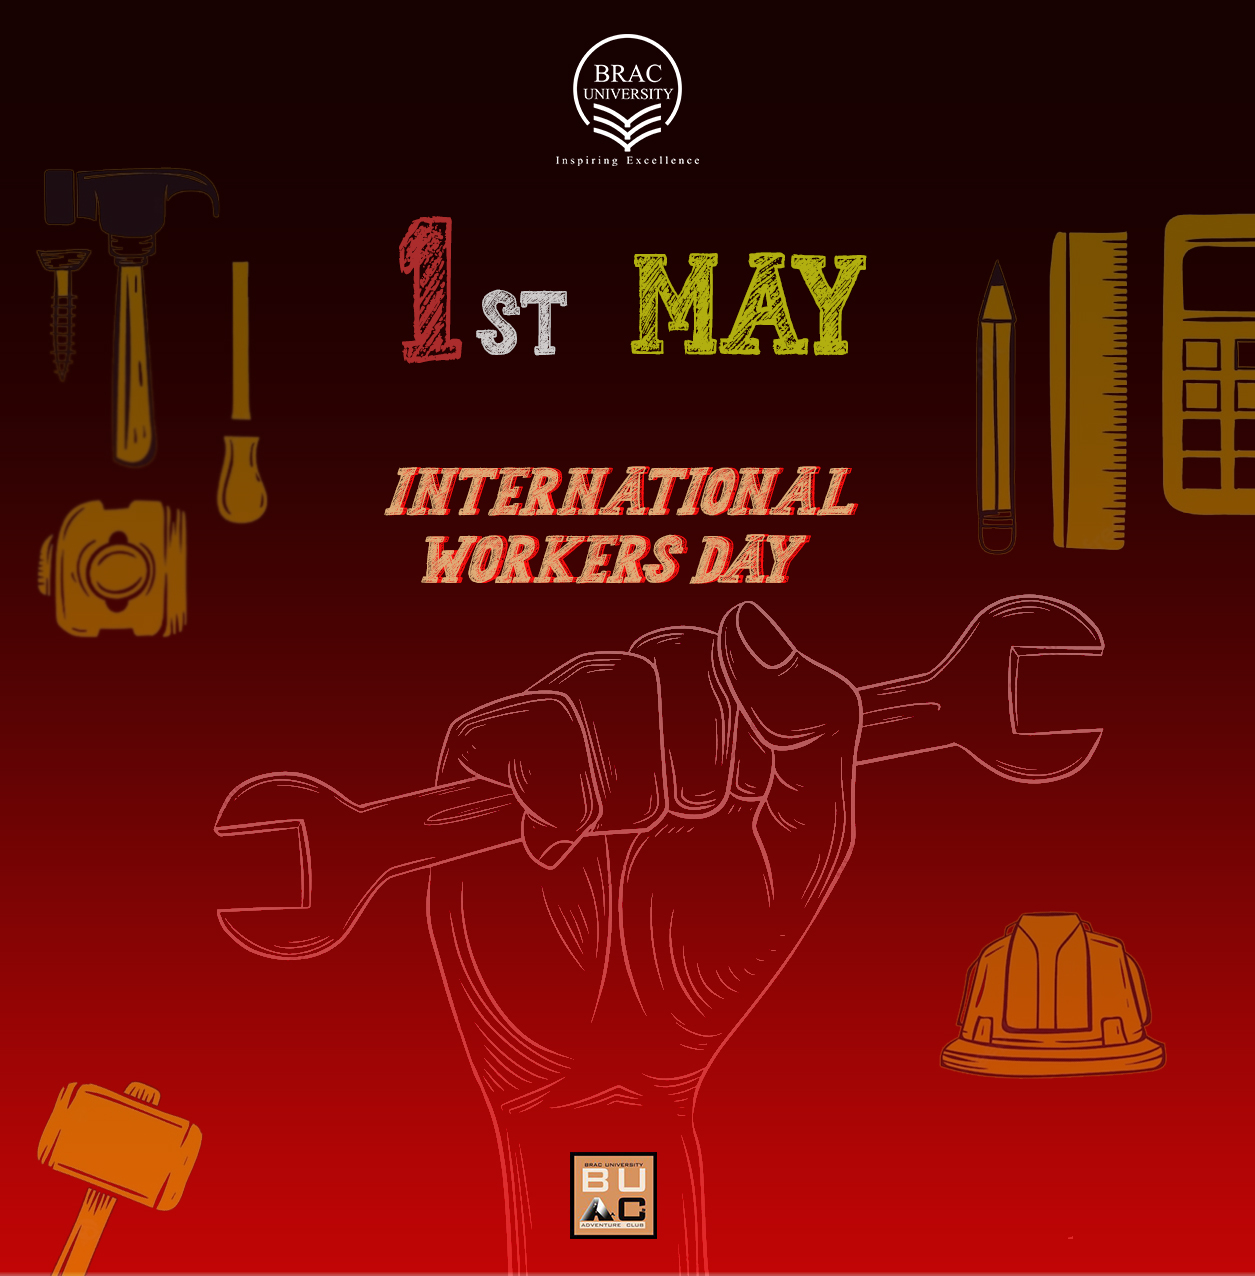 BRAC
UNIVERSITY
Inspiring Excellence
1ST MAY
INTERNATIONAL
WORKERS DAY
BRAC UNIVERSITY
BU
AC
ADVENTURE CLUB